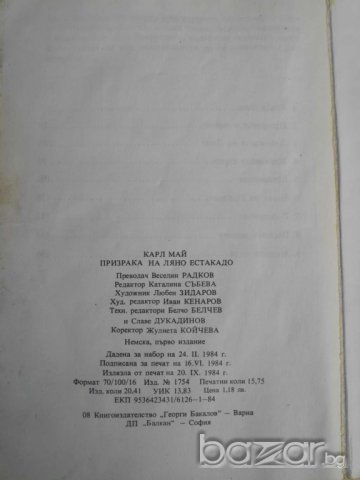 КАРЛ МАЙ
ПРИЗРАКА НА ЛЯНО ЕСТАКАДО
Преводач Веселин РАДКОВ
Редактор Каталина СЪБЕВА
Художник Любен ЗИДАРОВ
Худ. редактор Иван КЕНАРОВ
Техн. редактори Белчо БЕЛЧЕВ
и Славе ДУКАДИНОВ
Коректор Жулиета КОЙЧЕВА
Немска, първо издание
Дадена за набор на 24. II. 1984 г.
Подписана за печат на 16. VI. 1984 г.
Излязла от печат на 20. IX. 1984 г.
Формат 70/100/16 Изд. № 1754 Печатни коли 15,75
Изд. коли 20,41 УИК 13,83 Цена 1,18 лв.
ЕКП 9536423431/6126—1—84
08 Книгоиздателство „Георги Бакалов" — Варна
ДП „Балкан" — София
bazar.bg